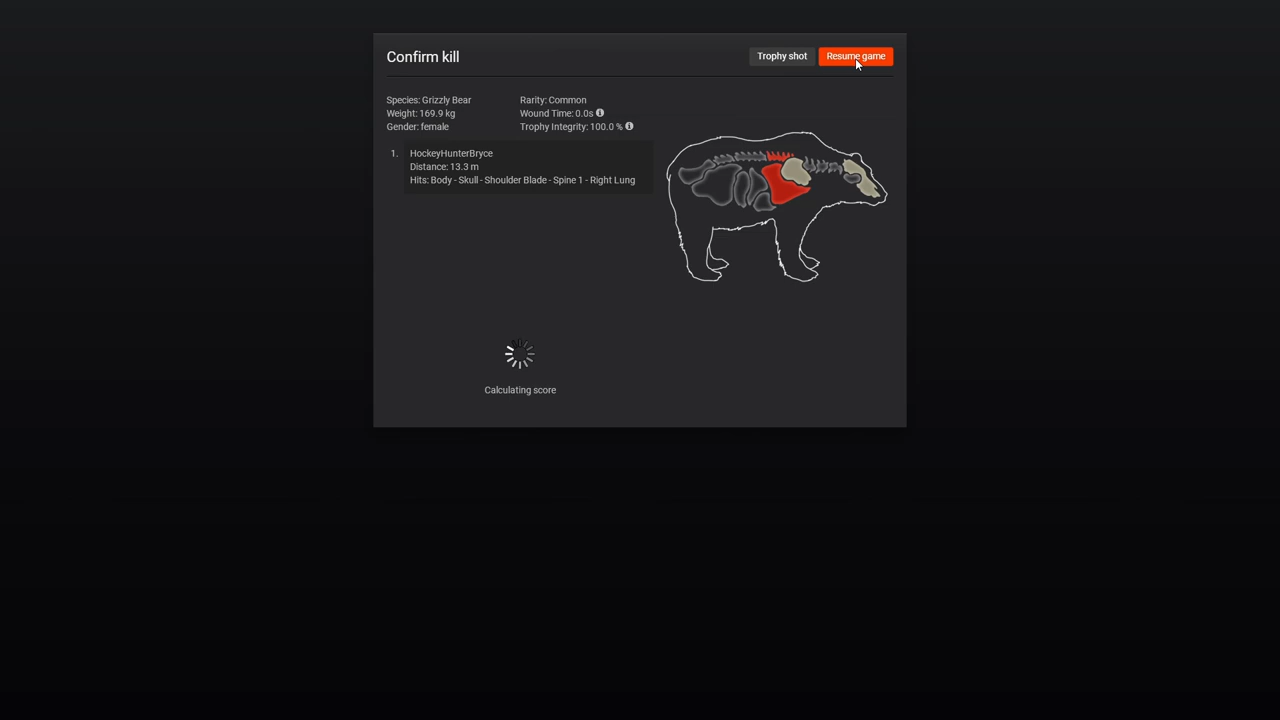 Confirm kill
Trophy shot
Resume game
Species: Grizzly Bear
Rarity: Common
Weight: 169.9 kg
Wound Time: 0.0s
Gender: female
Trophy Integrity: 100.0 %
1.
HockeyHunterBryce
Distance: 13.3 m
Hits: Body - Skull - Shoulder Blade - Spine 1 - Right Lung
Calculating score